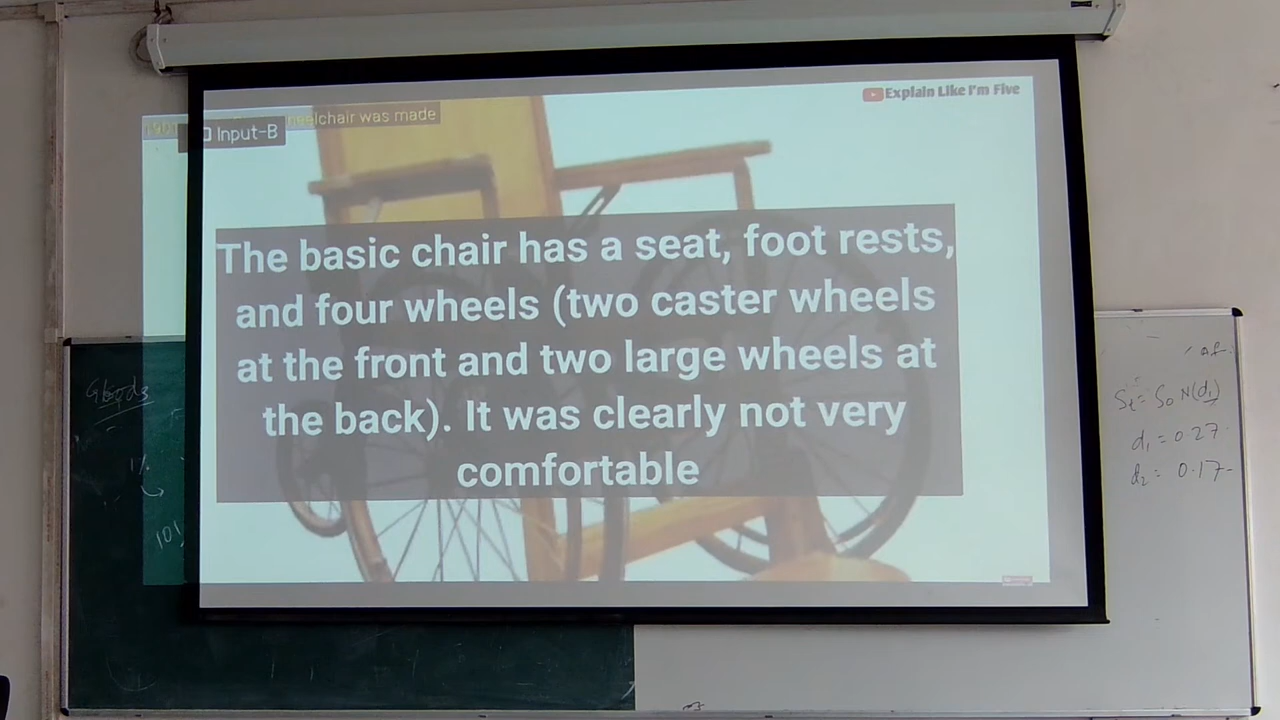 Explain Like I'm Five
eelchair was made
Input-B
The basic chair has a seat, foot rests,
and four wheels (two caster wheels
at the front and two large wheels at
the back). It was clearly not very
comfortable
St = So N(d1)
d1 = 0.27
d2 = 0.17
101